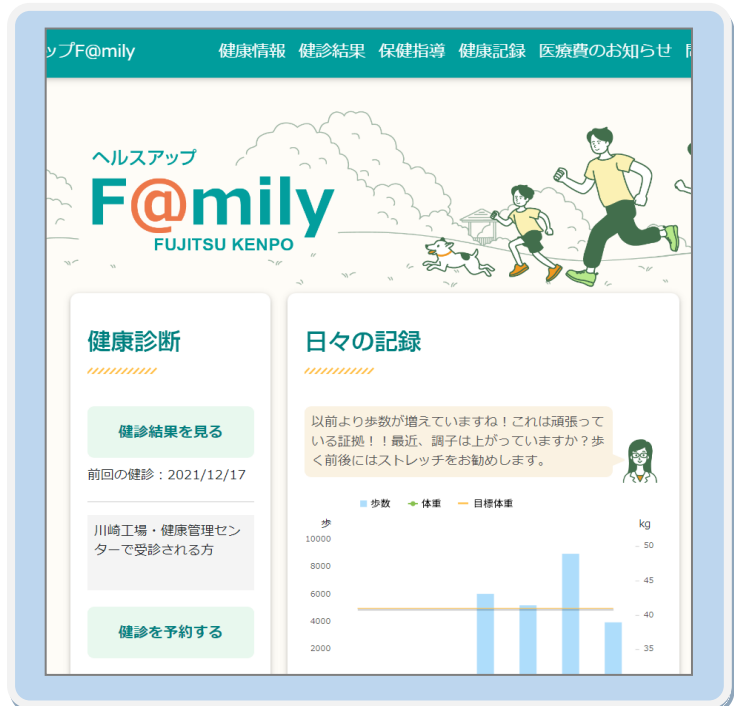 ップF@mily 健康情報 健診結果 保健指導 健康記録 医療費のお知らせ
ヘルスアップ
F@mily
FUJITSU KENPO
健康診断
健診結果を見る
前回の健診：2021/12/17
川崎工場・健康管理セン
ターで受診される方
健診を予約する
日々の記録
以前より歩数が増えていますね！これは頑張って
いる証拠！！最近、調子は上がっていますか？歩
く前後にはストレッチをお勧めします。
歩数 体重 目標体重
歩 kg
10000
8000
6000
4000
2000
50
45
40
35